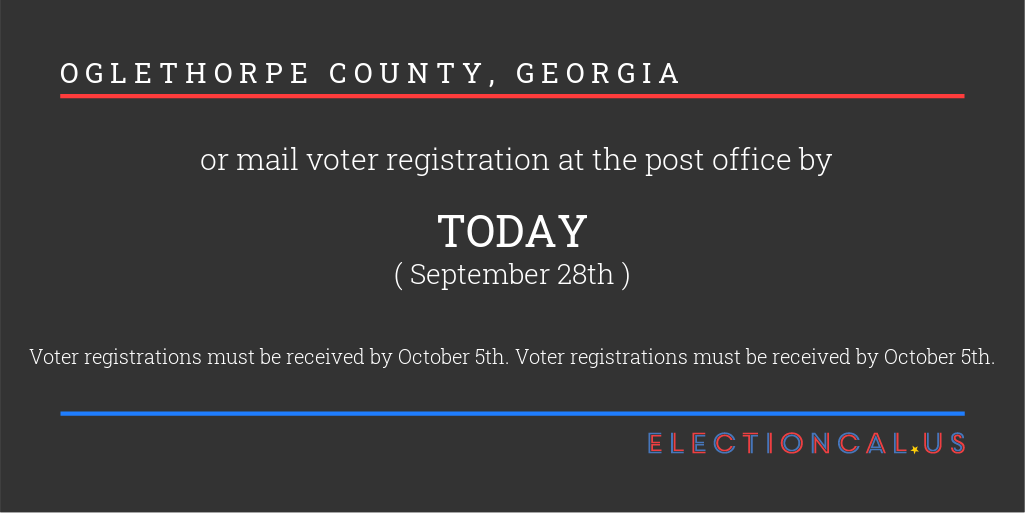 OGLETHORPE COUNTY, GEORGIA
or mail voter registration at the post office by
TODAY
( September 28th )
Voter registrations must be received by October 5th. Voter registrations must be received by October 5th.
ELECTIONCAL.US